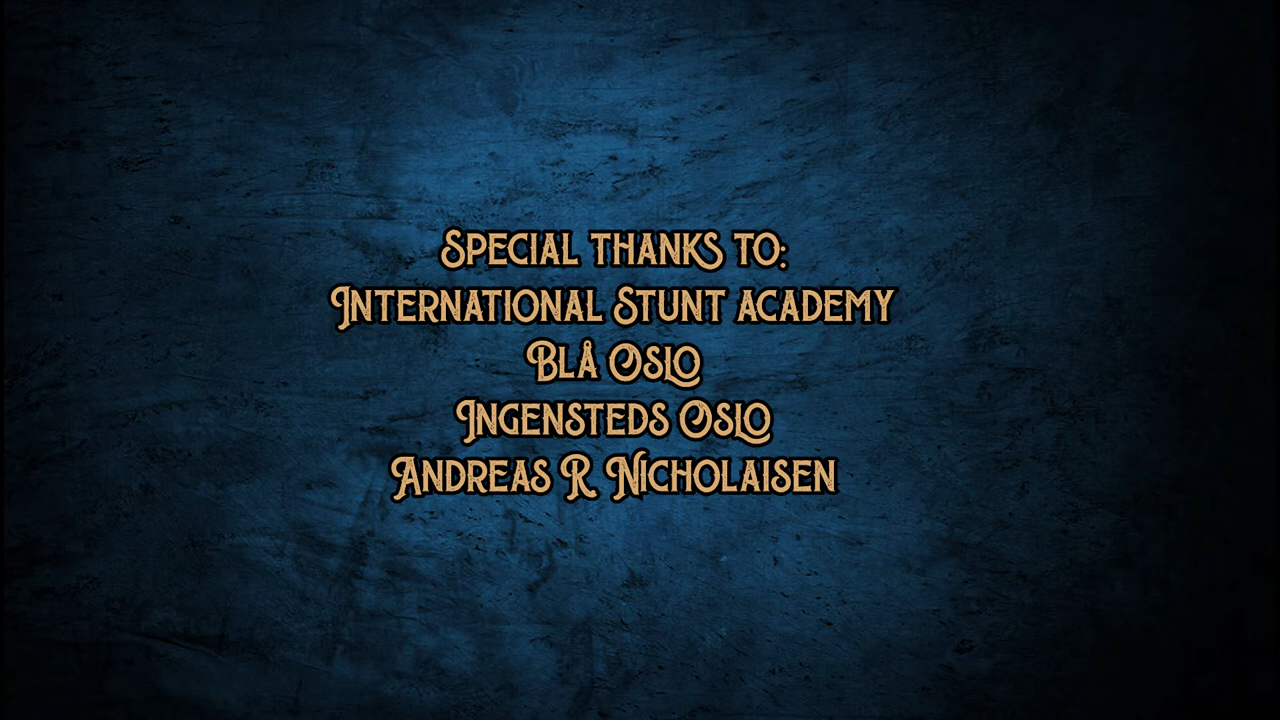 Special thanks to:
International Stunt academy
Blå Oslo
Ingensteds Oslo
Andreas R Nicholaisen